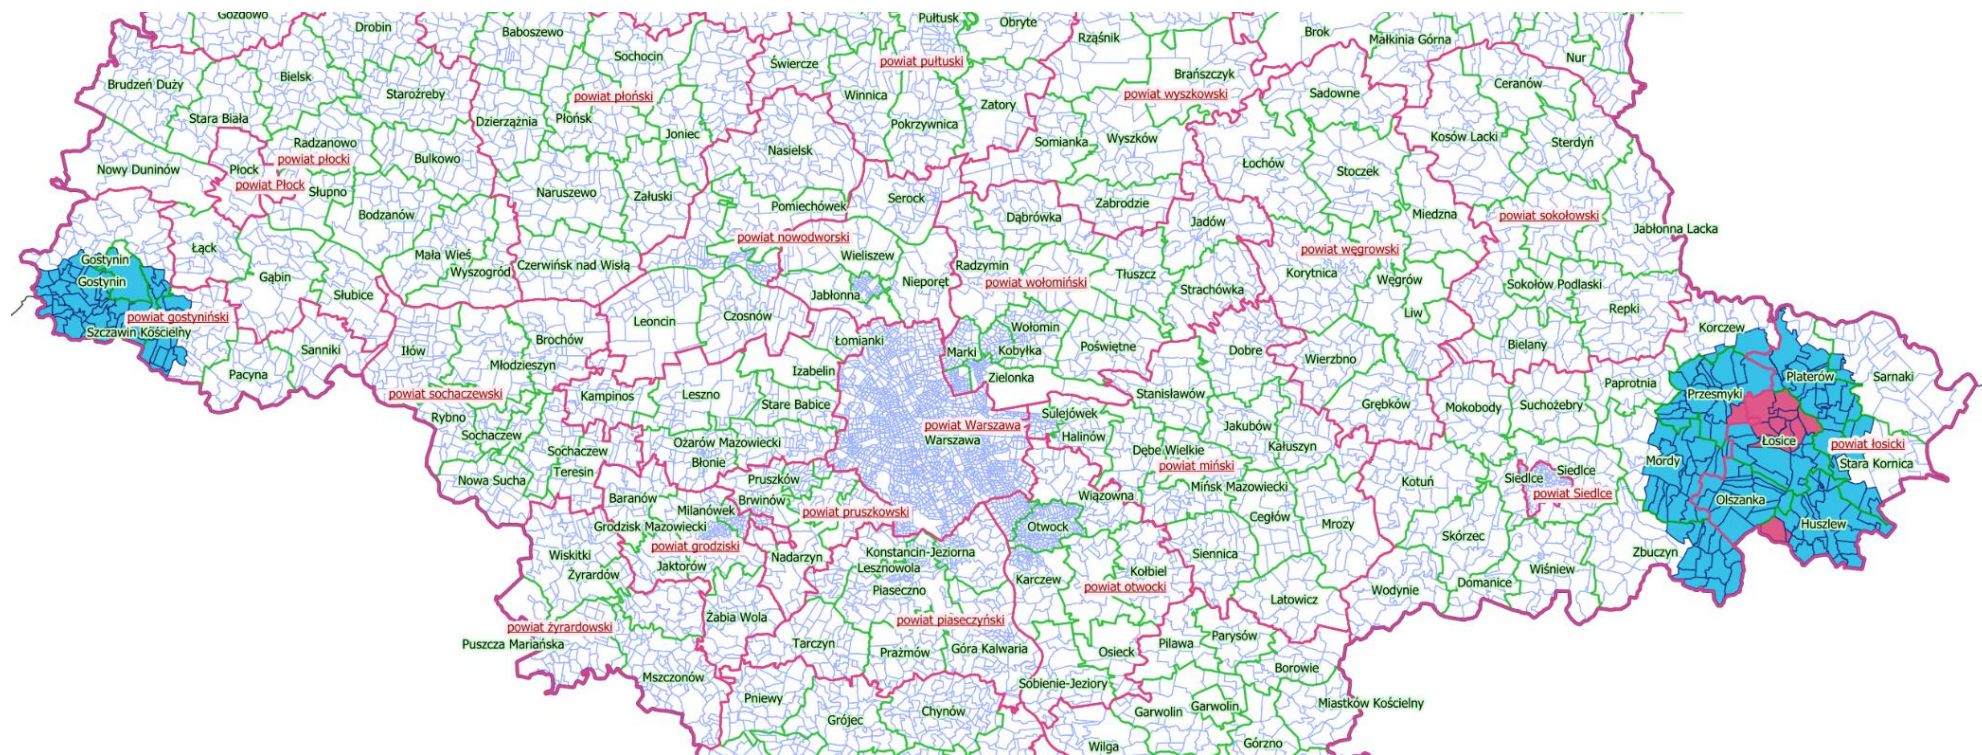 Gozdowo
Drobin
Baboszewo
Pułtusk
Obryte
Rząśnik
Brok
Małkinia Górna
Sochocin
Świercze
powiat pułtuski
Nur
Brudzeń Duży
Bielsk
Brańszczyk
Ceranów
Staroźreby
powiat płoński
Winnica
Zatory
powiat wyszkowski
Sadowne
Stara Biała
Dzierzążnia
Płońsk
Joniec
Pokrzywnica
Wyszków
Kosów Lacki
Radzanowo
Somianka
Sterdyń
powiat płocki
Bulkowo
Nasielsk
Łochów
Nowy Duninów
Płock
Stoczek
powiat Płock
Słupno
Naruszewo
Załuski
Serock
Zabrodzie
Bodzanów
Pomiechówek
Dąbrówka
Jadów
Miedzna
powiat sokołowski
Jabłonna Lacka
powiat nowodworski
Łąck
Mała Wieś
Wieliszew
powiat węgrowski
Gostynin
Wyszogród
Czerwińsk nad Wisłą
Radzymin
Tłuszcz
Korytnica
Gostynin
Gąbin
Nieporęt
powiat wołomiński
Węgrów
Sokołów Podlaski
Słubice
Jabłonna
Strachówka
Repki
powiat gostyniński
Leoncin
Czosnów
Liw
Szczawin Kościelny
Wołomin
Korczew
Brochów
Łomianki
Marki
Kobyłka
Poświętne
Dobre
Bielany
Sanniki
Iłów
Wierzbno
Młodzieszyn
Pacyna
Izabelin
Zielonka
Platerów
Sarnaki
Paprotnia
powiat sochaczewski
Kampinos
Leszno
Stanisławów
Przesmyki
Stare Babice
Grębków
Mokobody
Suchożebry
Rybno
Sulejówek
powiat Warszawa
Jakubów
Sochaczew
Ożarów Mazowiecki
Warszawa
Halinów
Łosice
powiat łosicki
Sochaczew
Dębe Wielkie
Kałuszyn
Błonie
powiat miński
Mordy
Stara Kornica
Teresin
Siedlce
Nowa Sucha
Pruszków
Siedlce
Kotuń
Mińsk Mazowiecki
powiat Siedlce
Baranów
Brwinów
Wiązowna
Olszanka
Milanówek
powiat pruszkowski
Cegłów
Mrozy
Huszlew
Grodzisk Mazowiecki
Otwock
Skórzec
powiat grodziski
Konstancin-Jeziorna
Zbuczyn
Wiskitki
Nadarzyn
Siennica
Jaktorów
Lesznowola
Wiśniew
Żyrardów
Karczew
Kołbiel
Domanice
powiat otwocki
Wodynie
Piaseczno
Latowicz
Żabia Wola
powiat piaseczyński
powiat żyrardowski
Parysów
Puszcza Mariańska
Tarczyn
Pilawa
Prażmów
Góra Kalwaria
Osieck
Borowie
Mszczonów
Sobienie-Jeziory
Pniewy
Miastków Kościelny
Garwolin
Garwolin
Chynów
Grójec
Wilga
Górzno